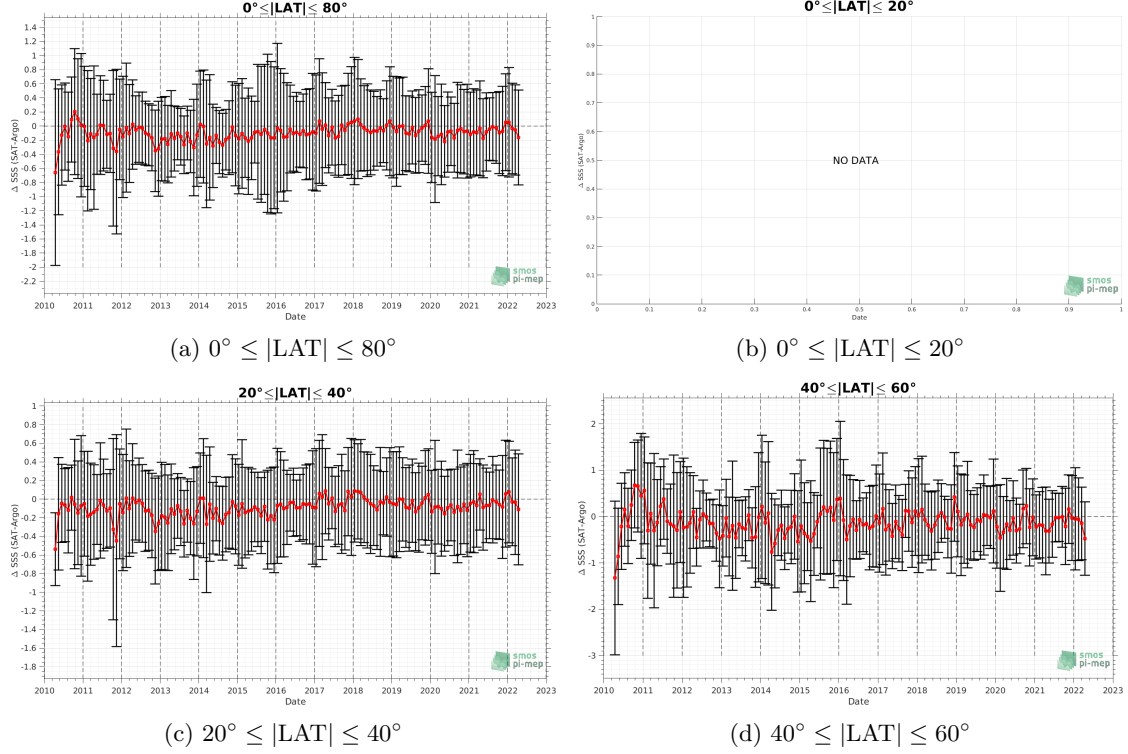 0°≤|LAT|≤ 80°
1.4
1.2
1
0.8
0.6
0.4
0.2
0
-0.2
-0.4
-0.6
-0.8
-1
-1.2
-1.4
-1.6
-1.8
-2
-2.2
Δ SSS (SAT-Argo)
2010 2011 2012 2013 2014 2015 2016 2017 2018 2019 2020 2021 2022 2023
Date
smos
pi-mep
(a) 0° ≤ |LAT| ≤ 80°
0°≤|LAT|≤ 20°
1
0.9
0.8
0.7
0.6
0.5
0.4
0.3
0.2
0.1
0
Δ SSS (SAT-Argo)
NO DATA
0 0.1 0.2 0.3 0.4 0.5 0.6 0.7 0.8 0.9 1
Date
smos
pi-mep
(b) 0° ≤ |LAT| ≤ 20°
20°≤|LAT|≤ 40°
1
0.8
0.6
0.4
0.2
0
-0.2
-0.4
-0.6
-0.8
-1
-1.2
-1.4
-1.6
-1.8
Δ SSS (SAT-Argo)
2010 2011 2012 2013 2014 2015 2016 2017 2018 2019 2020 2021 2022 2023
Date
smos
pi-mep
(c) 20° ≤ |LAT| ≤ 40°
40°≤|LAT|≤ 60°
2
1
0
-1
-2
-3
Δ SSS (SAT-Argo)
2010 2011 2012 2013 2014 2015 2016 2017 2018 2019 2020 2021 2022 2023
Date
smos
pi-mep
(d) 40° ≤ |LAT| ≤ 60°